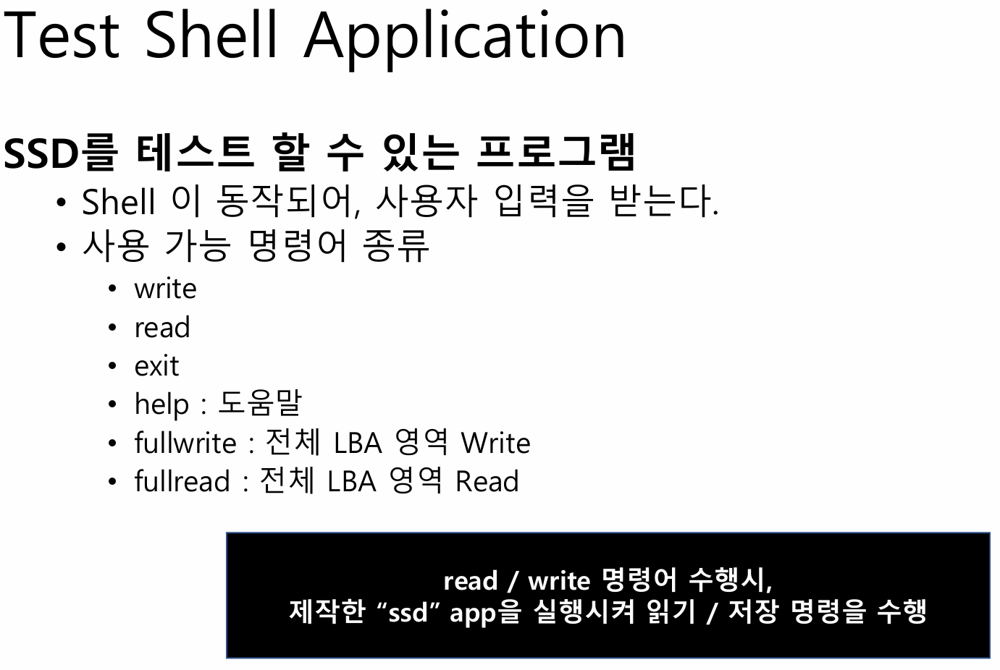 Test Shell Application
SSD를 테스트 할 수 있는 프로그램
• Shell 이 동작되어, 사용자 입력을 받는다.
• 사용 가능 명령어 종류
• write
• read
• exit
• help : 도움말
• fullwrite : 전체 LBA 영역 Write
• fullread : 전체 LBA 영역 Read
read / write 명령어 수행시,
제작한 “ssd” app을 실행시켜 읽기 / 저장 명령을 수행